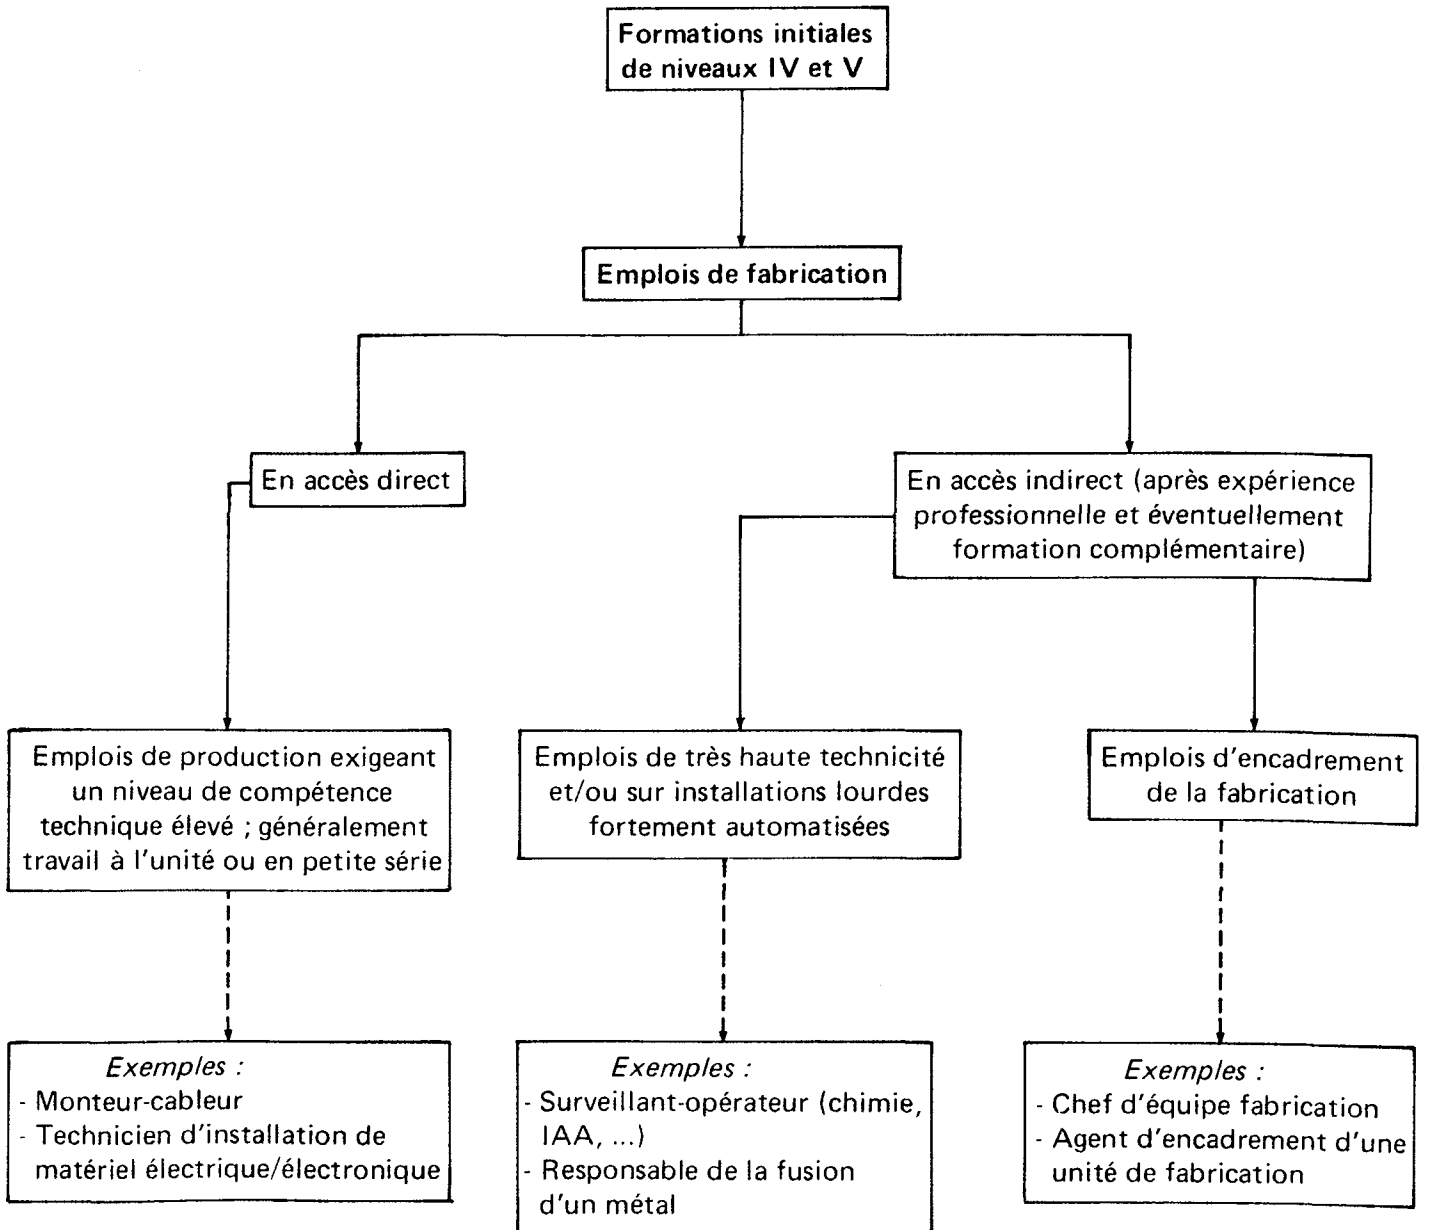 Formations initiales
de niveaux IV et V
Emplois de fabrication
En accès direct
En accès indirect (après expérience
professionnelle et éventuellement
formation complémentaire)
Emplois de production exigeant
un niveau de compétence
technique élevé ; généralement
travail à l'unité ou en petite série
Emplois de très haute technicité
et/ou sur installations lourdes
fortement automatisées
Emplois d'encadrement
de la fabrication
Exemples :
- Monteur-cableur
- Technicien d'installation de
matériel électrique/électronique
Exemples :
- Surveillant-opérateur (chimie,
IAA, ...)
- Responsable de la fusion
d'un métal
Exemples :
- Chef d'équipe fabrication
- Agent d'encadrement d'une
unité de fabrication